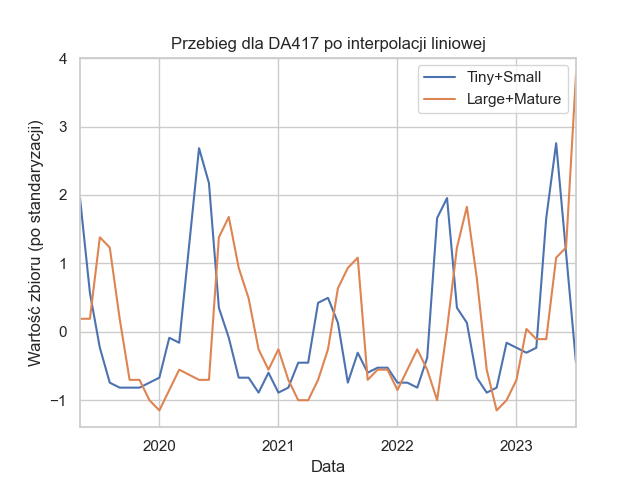 Przebieg dla DA417 po interpolacji liniowej
Tiny+Small
Large+Mature
Wartość zbioru (po standaryzacji)
4
3
2
1
0
−1
2020
2021
2022
2023
Data